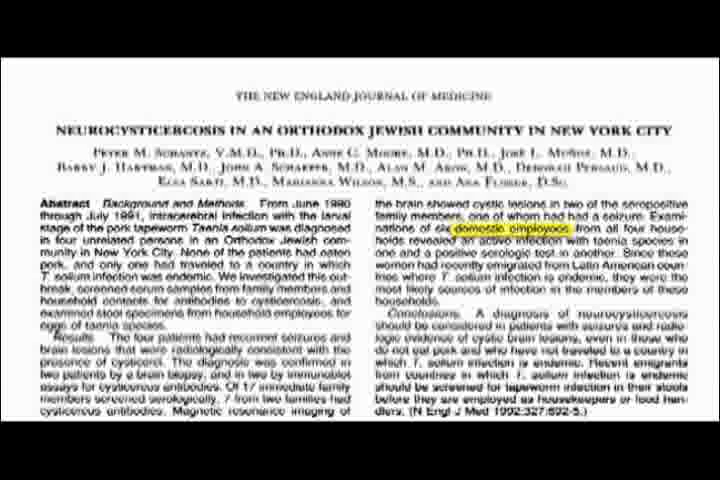 THE NEW ENGLAND JOURNAL OF MEDICINE
NEUROCYSTICERCOSIS IN AN ORTHODOX JEWISH COMMUNITY IN NEW YORK CITY
PETER M. SCHANTZ, V.M.D., PH.D., ANNE C. MOORE, M.D., PH.D., JOSÉ L. MUÑOZ, M.D.,
BARRY J. HARTMAN, M.D., JOHN A. SCHAEFER, M.D., ALAN M. ARON, M.D., DEBORAH PERSAUD, M.D.,
ELSA SARTI, M.D., MARIANNA WILSON, M.S., AND ANA FLISSER, D.SC.
Abstract Background and Methods. From June 1990
through July 1991, intracerebral infection with the larval
stage of the pork tapeworm Taenia solium was diagnosed
in four unrelated persons in an Orthodox Jewish com-
munity in New York City. None of the patients had eaten
pork, and only one had traveled to a country in which
T. solium infection was endemic. We investigated this out-
break, screened serum samples from family members and
household contacts for antibodies to cysticercosis, and
examined stool specimens from household employees for
eggs of taenia species.
Results. The four patients had recurrent seizures and
brain lesions that were radiologically consistent with the
presence of cysticerci. The diagnosis was confirmed in
two patients by a brain biopsy, and in two by immunoblot
assays for cysticercus antibodies. Of 17 immediate family
members screened serologically, 7 from two families had
cysticercus antibodies. Magnetic resonance imaging of
the brain showed cystic lesions in two of the seropositive
family members, one of whom had had a seizure. Exami-
nations of six domestic employees from all four house-
holds revealed an active infection with taenia species in
one and a positive serologic test in another. Since these
women had recently emigrated from Latin American coun-
tries where T. solium infection is endemic, they were the
most likely sources of infection in the members of these
households.
Conclusions. A diagnosis of neurocysticercosis
should be considered in patients with seizures and radio-
logic evidence of cystic brain lesions, even in those who
do not eat pork and who have not traveled to a country in
which T. solium infection is endemic. Recent emigrants
from countries in which T. solium infection is endemic
should be screened for tapeworm infection in their stools
before they are employed as housekeepers or food han-
dlers. (N Engl J Med 1992;327:692-5.)